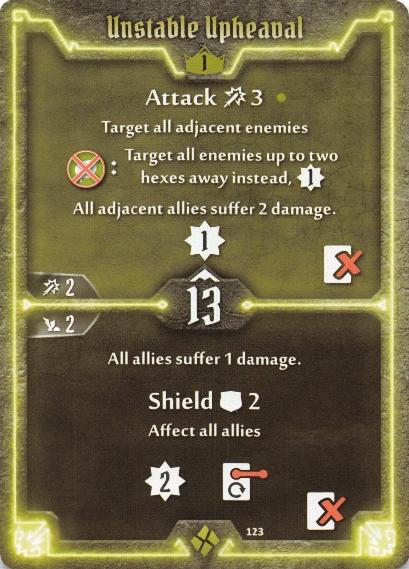 Unstable Upheaval
1
Attack 3
Target all adjacent enemies
: Target all enemies up to two
hexes away instead, 1
All adjacent allies suffer 2 damage.
1
2
13
2
All allies suffer 1 damage.
Shield 2
Affect all allies
2
123